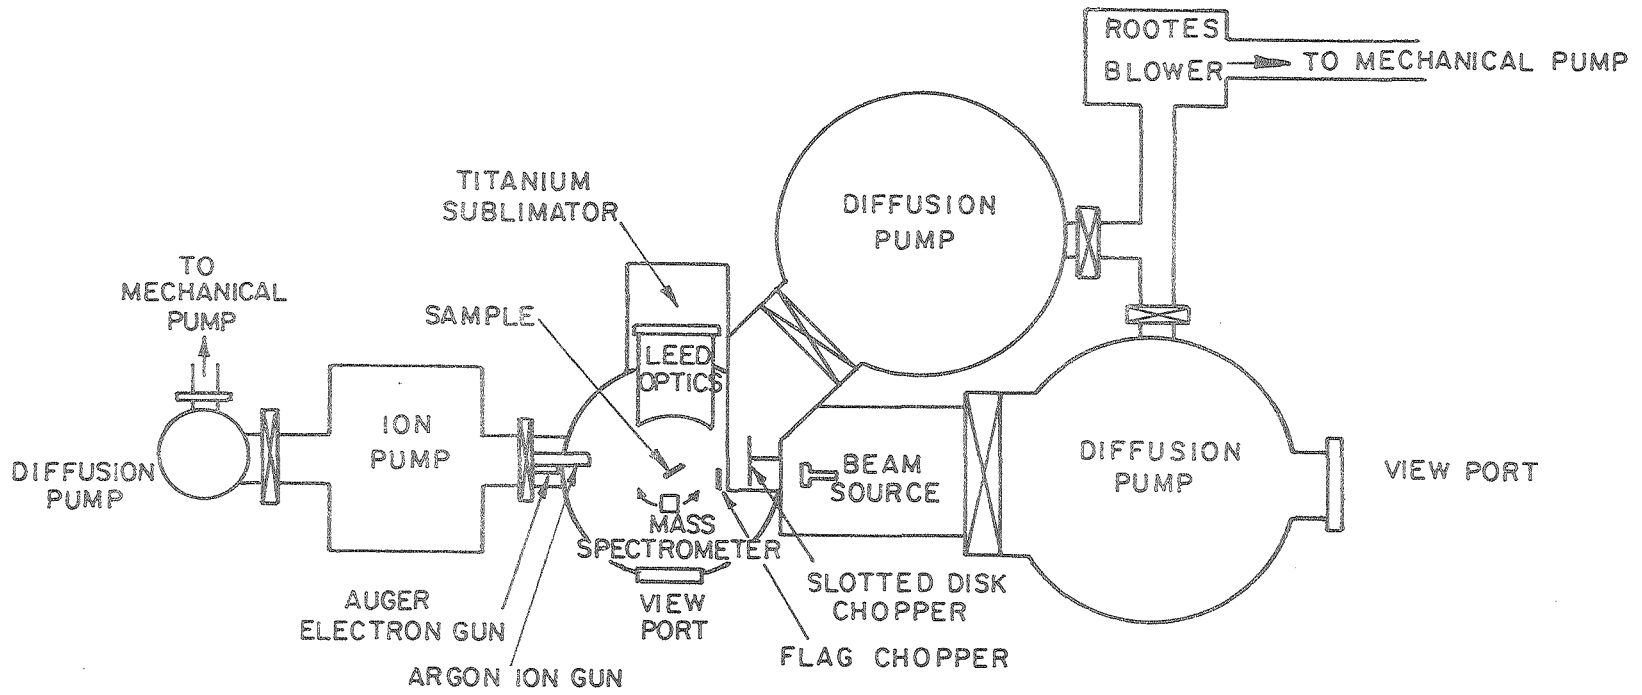 ROOTES
BLOWER
TO MECHANICAL PUMP
TITANIUM
SUBLIMATOR
DIFFUSION
PUMP
TO
MECHANICAL
PUMP
SAMPLE
LEED
OPTICS
ION
PUMP
DIFFUSION
PUMP
BEAM
SOURCE
DIFFUSION
PUMP
VIEW PORT
MASS
SPECTROMETER
SLOTTED DISK
CHOPPER
VIEW
PORT
AUGER
ELECTRON GUN
FLAG CHOPPER
ARGON ION GUN